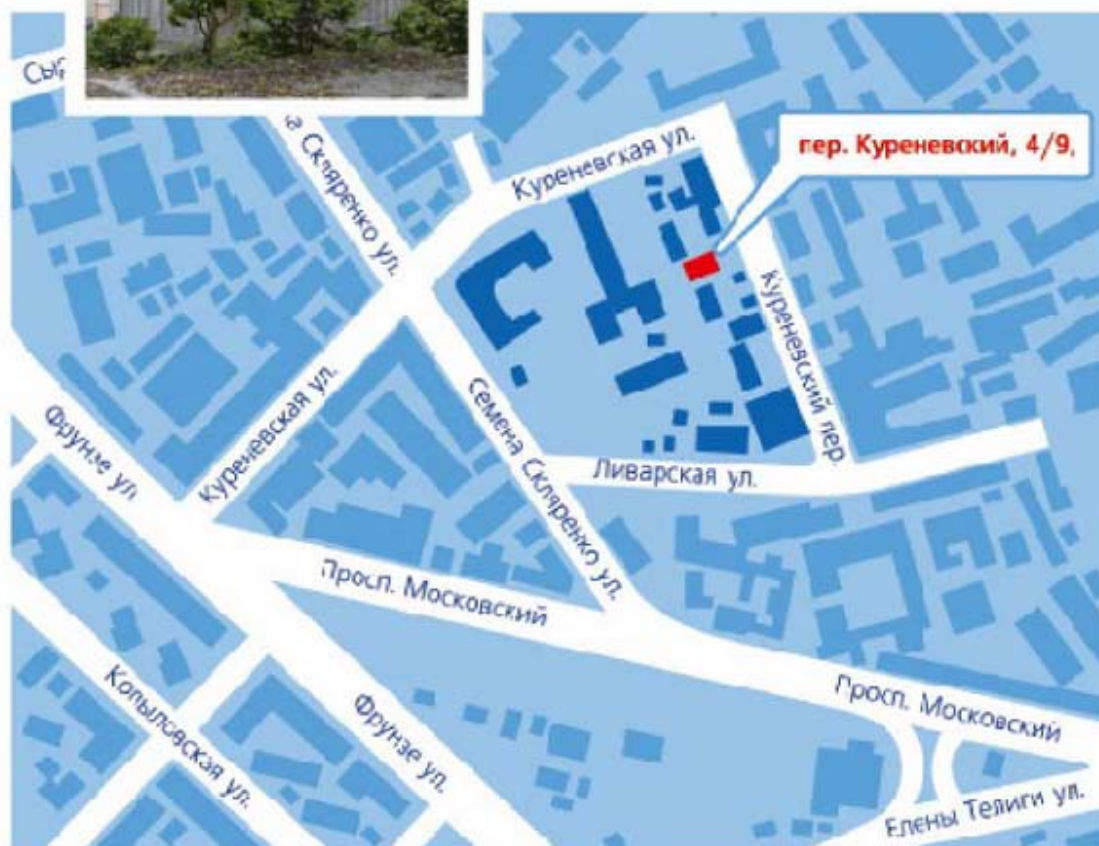 Куреневская ул.
пер. Куреневский, 4/9,
Скляренко ул.
Куреневский пер.
Куреневская ул.
Семена Скляренко ул.
Фрунзе ул.
Ливарская ул.
Просп. Московский
Копыловская ул.
Фрунзе ул.
Просп. Московский
Елены Телиги ул.